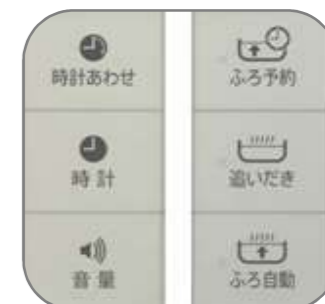 時計あわせ
ふろ予約
時計
追いだき
音量
ふろ自動